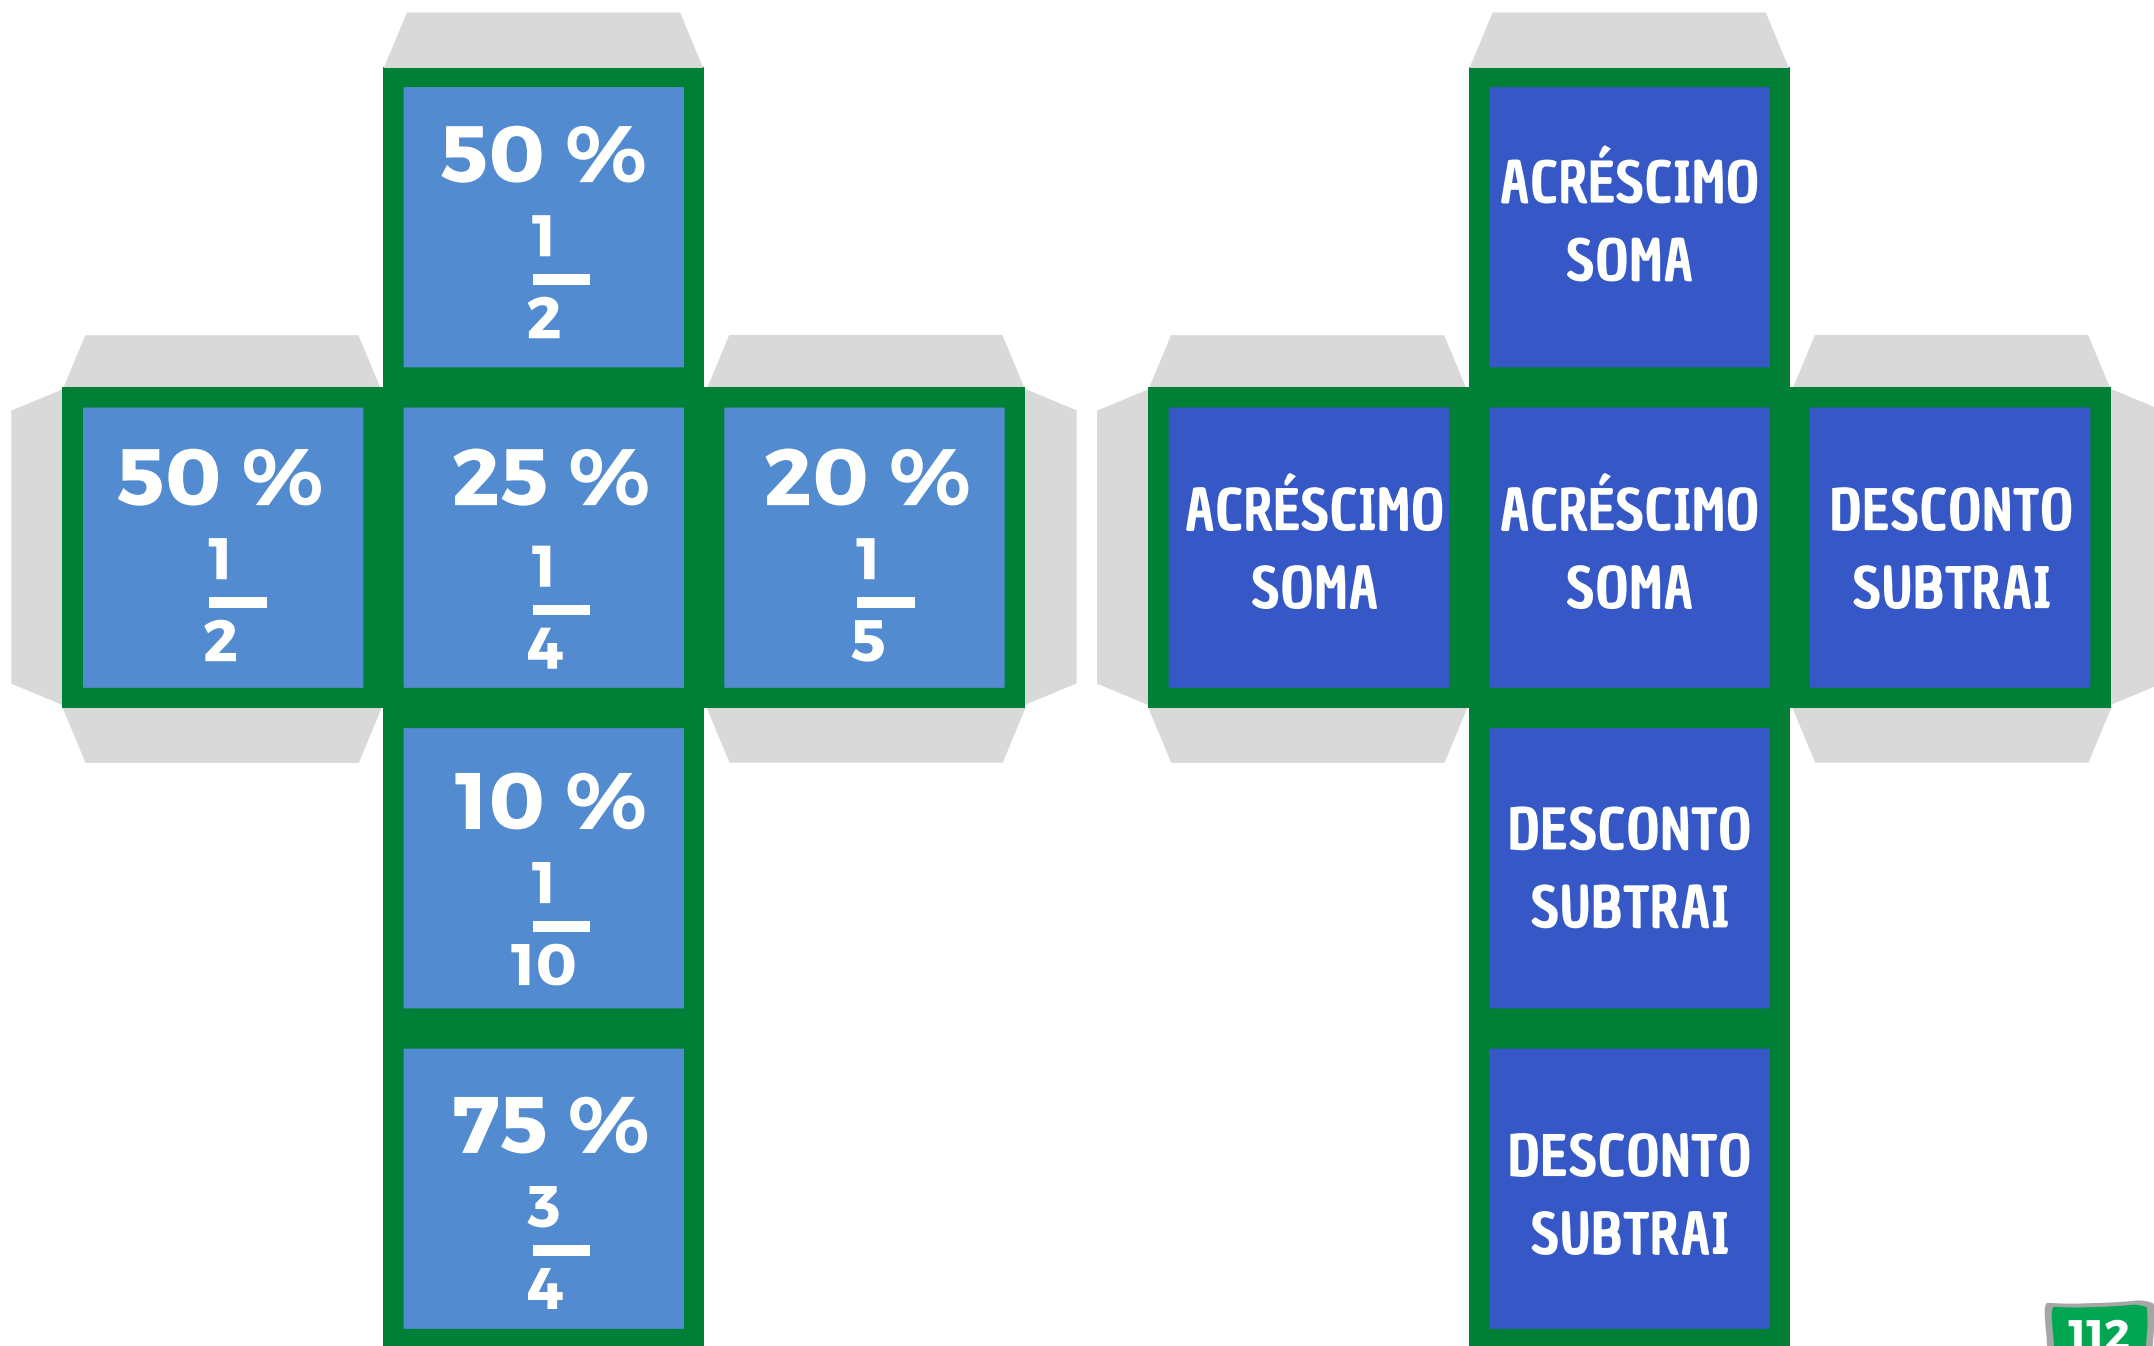 50 %
1
2
50 %
1
2
25 %
1
4
20 %
1
5
10 %
1
10
75 %
3
4
ACRÉSCIMO
SOMA
ACRÉSCIMO
SOMA
ACRÉSCIMO
SOMA
DESCONTO
SUBTRAI
DESCONTO
SUBTRAI
DESCONTO
SUBTRAI
112